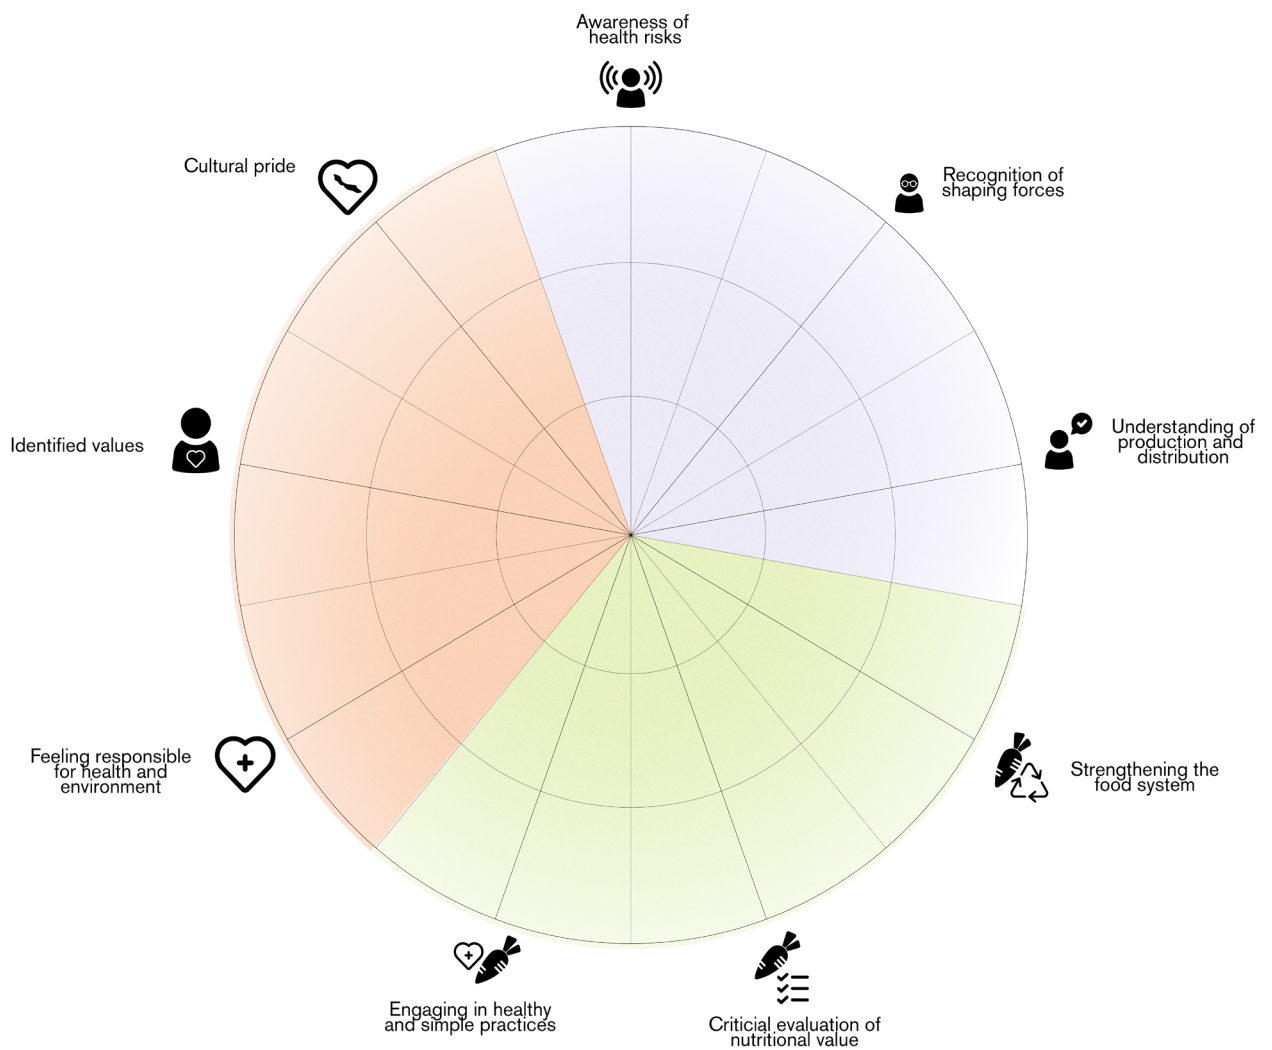 Awareness of
health risks
Cultural pride
Recognition of
shaping forces
Identified values
Understanding of
production and
distribution
Feeling responsible
for health and
environment
Strengthening the
food system
Engaging in healthy
and simple practices
Criticial evaluation of
nutritional value